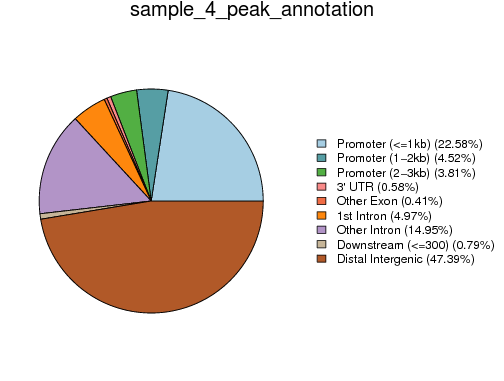 sample_4_peak_annotation
Promoter (<=1kb) (22.58%)
Promoter (1−2kb) (4.52%)
Promoter (2−3kb) (3.81%)
3' UTR (0.58%)
Other Exon (0.41%)
1st Intron (4.97%)
Other Intron (14.95%)
Downstream (<=300) (0.79%)
Distal Intergenic (47.39%)